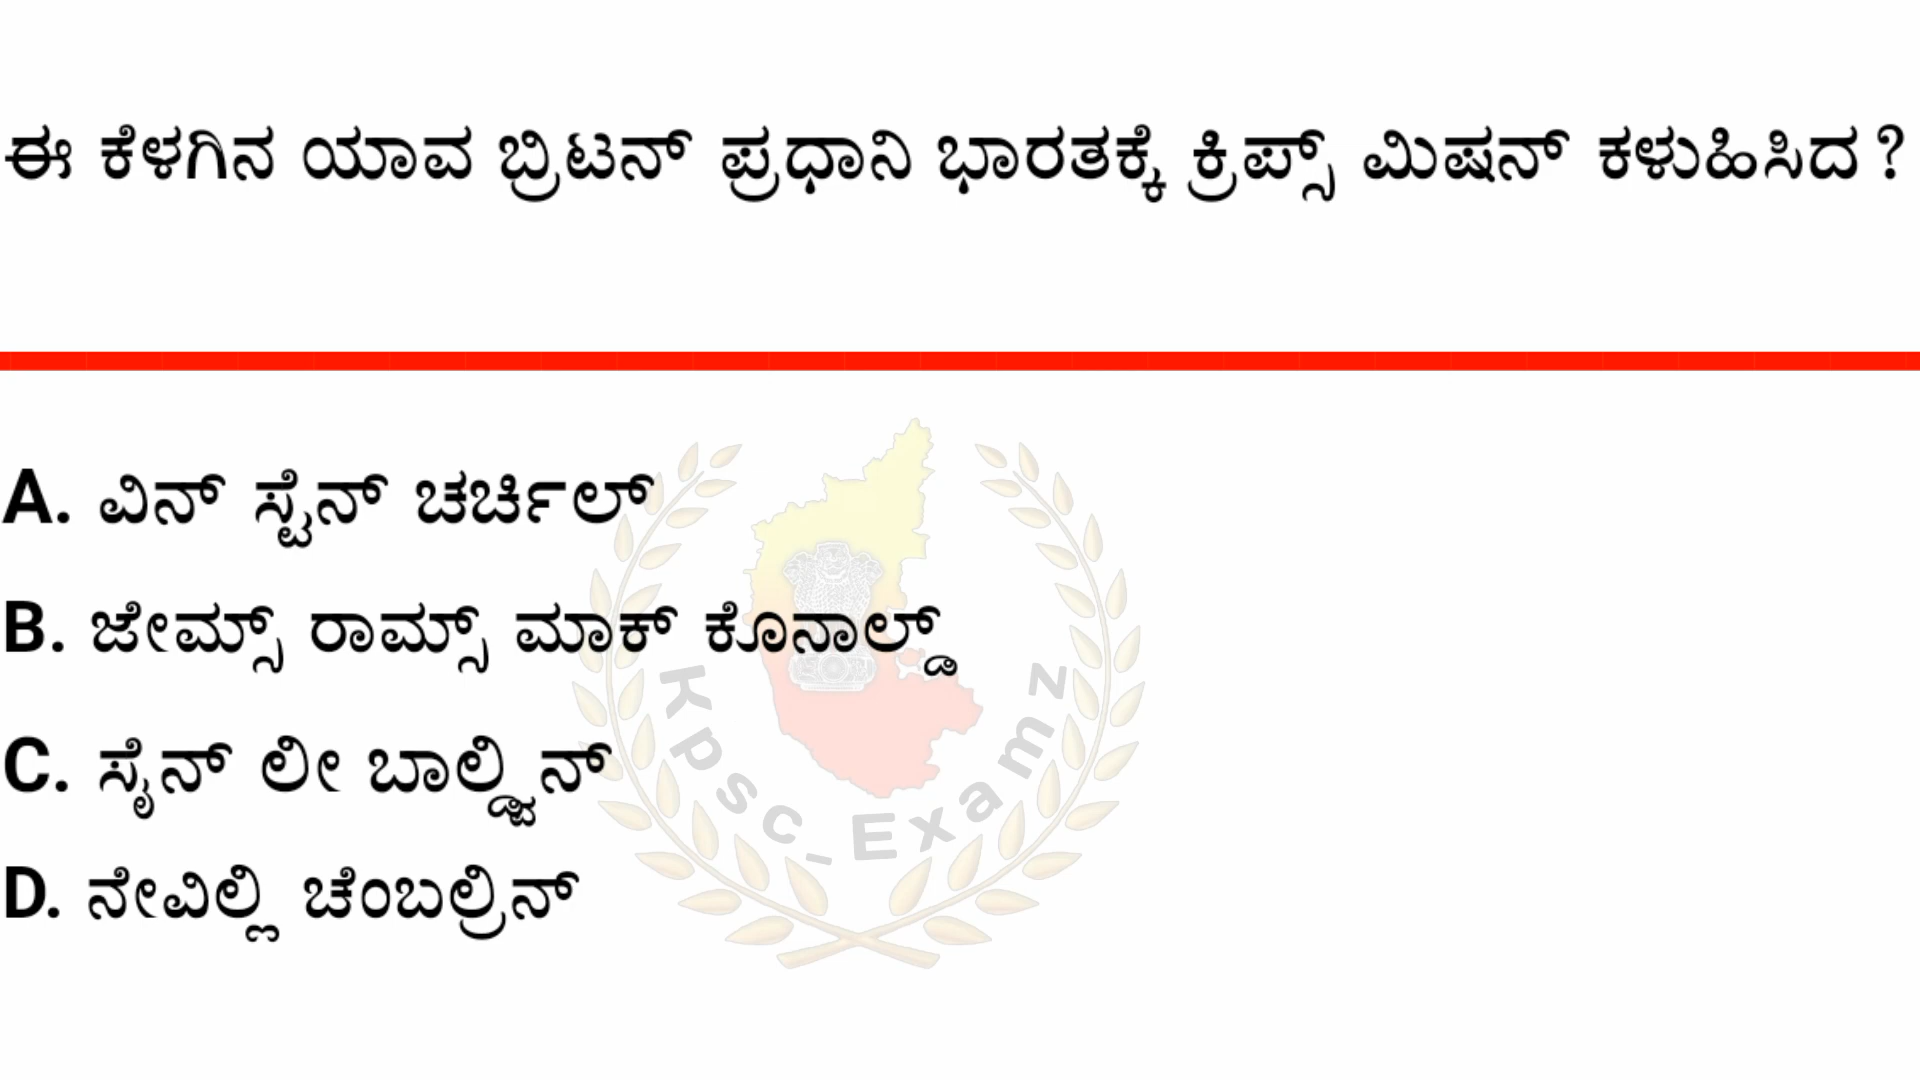 ಈ ಕೆಳಗಿನ ಯಾವ ಬ್ರಿಟನ್ ಪ್ರಧಾನಿ ಭಾರತಕ್ಕೆ ಕ್ರಿಪ್ಸ್ ಮಿಷನ್ ಕಳುಹಿಸಿದ ?
A. ವಿನ್ ಸ್ಟೆನ್ ಚರ್ಚಿಲ್
B. ಜೇಮ್ಸ್ ರಾಮ್ಸ್ ಮಾಕ್ ಕೊನಾಲ್ಡ್
C. ಸೈನ್ ಲೀ ಬಾಲ್ಡ್ವಿನ್
D. ನೇವಿಲ್ಲಿ ಚೆಂಬಲ್ರಿನ್
Kpsc_Examz